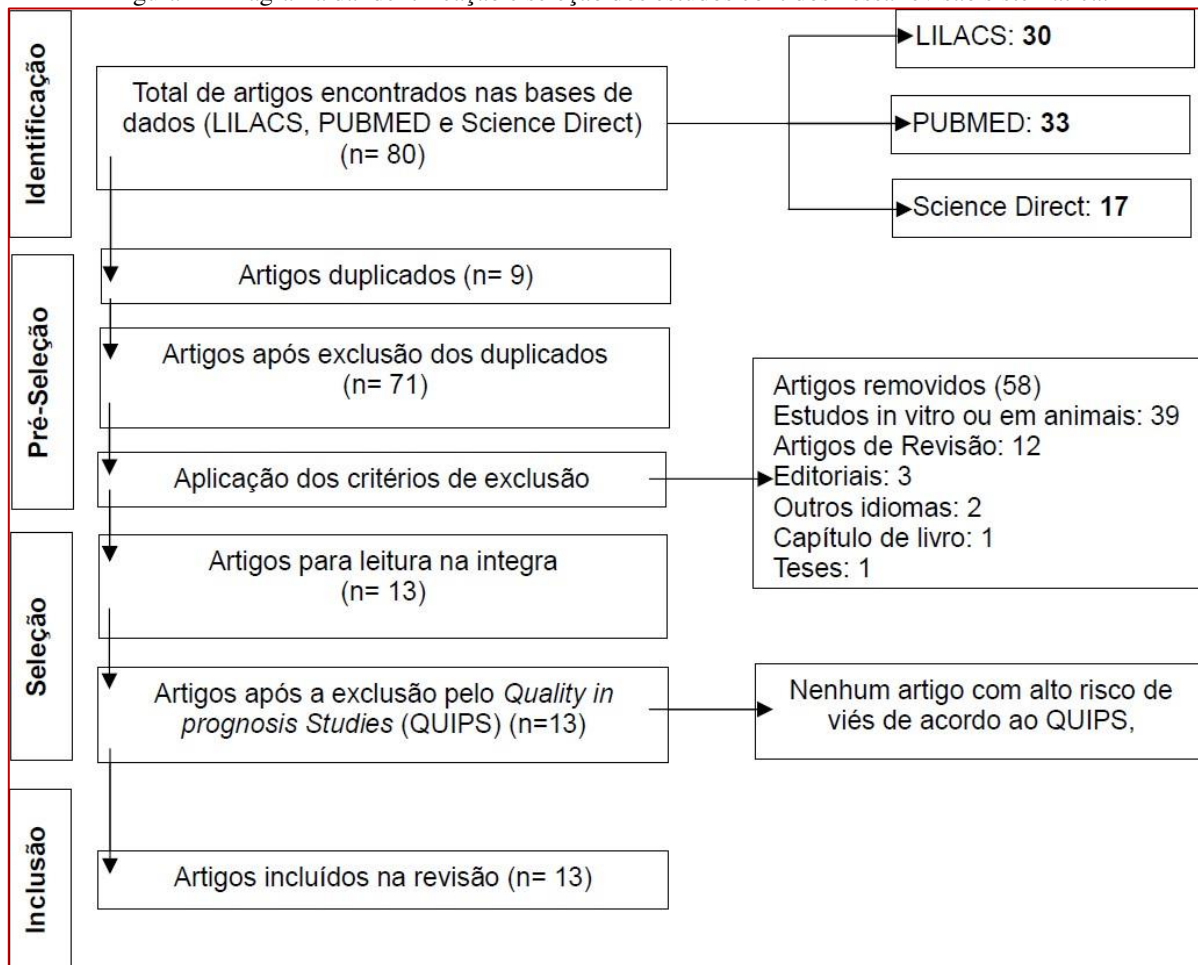 Identificação
Total de artigos encontrados nas bases de
dados (LILACS, PUBMED e Science Direct)
(n= 80)
LILACS: 30
PUBMED: 33
Science Direct: 17
Pré-Seleção
Artigos duplicados (n= 9)
Artigos após exclusão dos duplicados
(n= 71)
Aplicação dos critérios de exclusão
Artigos removidos (58)
Estudos in vitro ou em animais: 39
Artigos de Revisão: 12
Editoriais: 3
Outros idiomas: 2
Capítulo de livro: 1
Teses: 1
Seleção
Artigos para leitura na integra
(n= 13)
Artigos após a exclusão pelo Quality in
prognosis Studies (QUIPS) (n=13)
Nenhum artigo com alto risco de
viés de acordo ao QUIPS,
Inclusão
Artigos incluídos na revisão (n= 13)